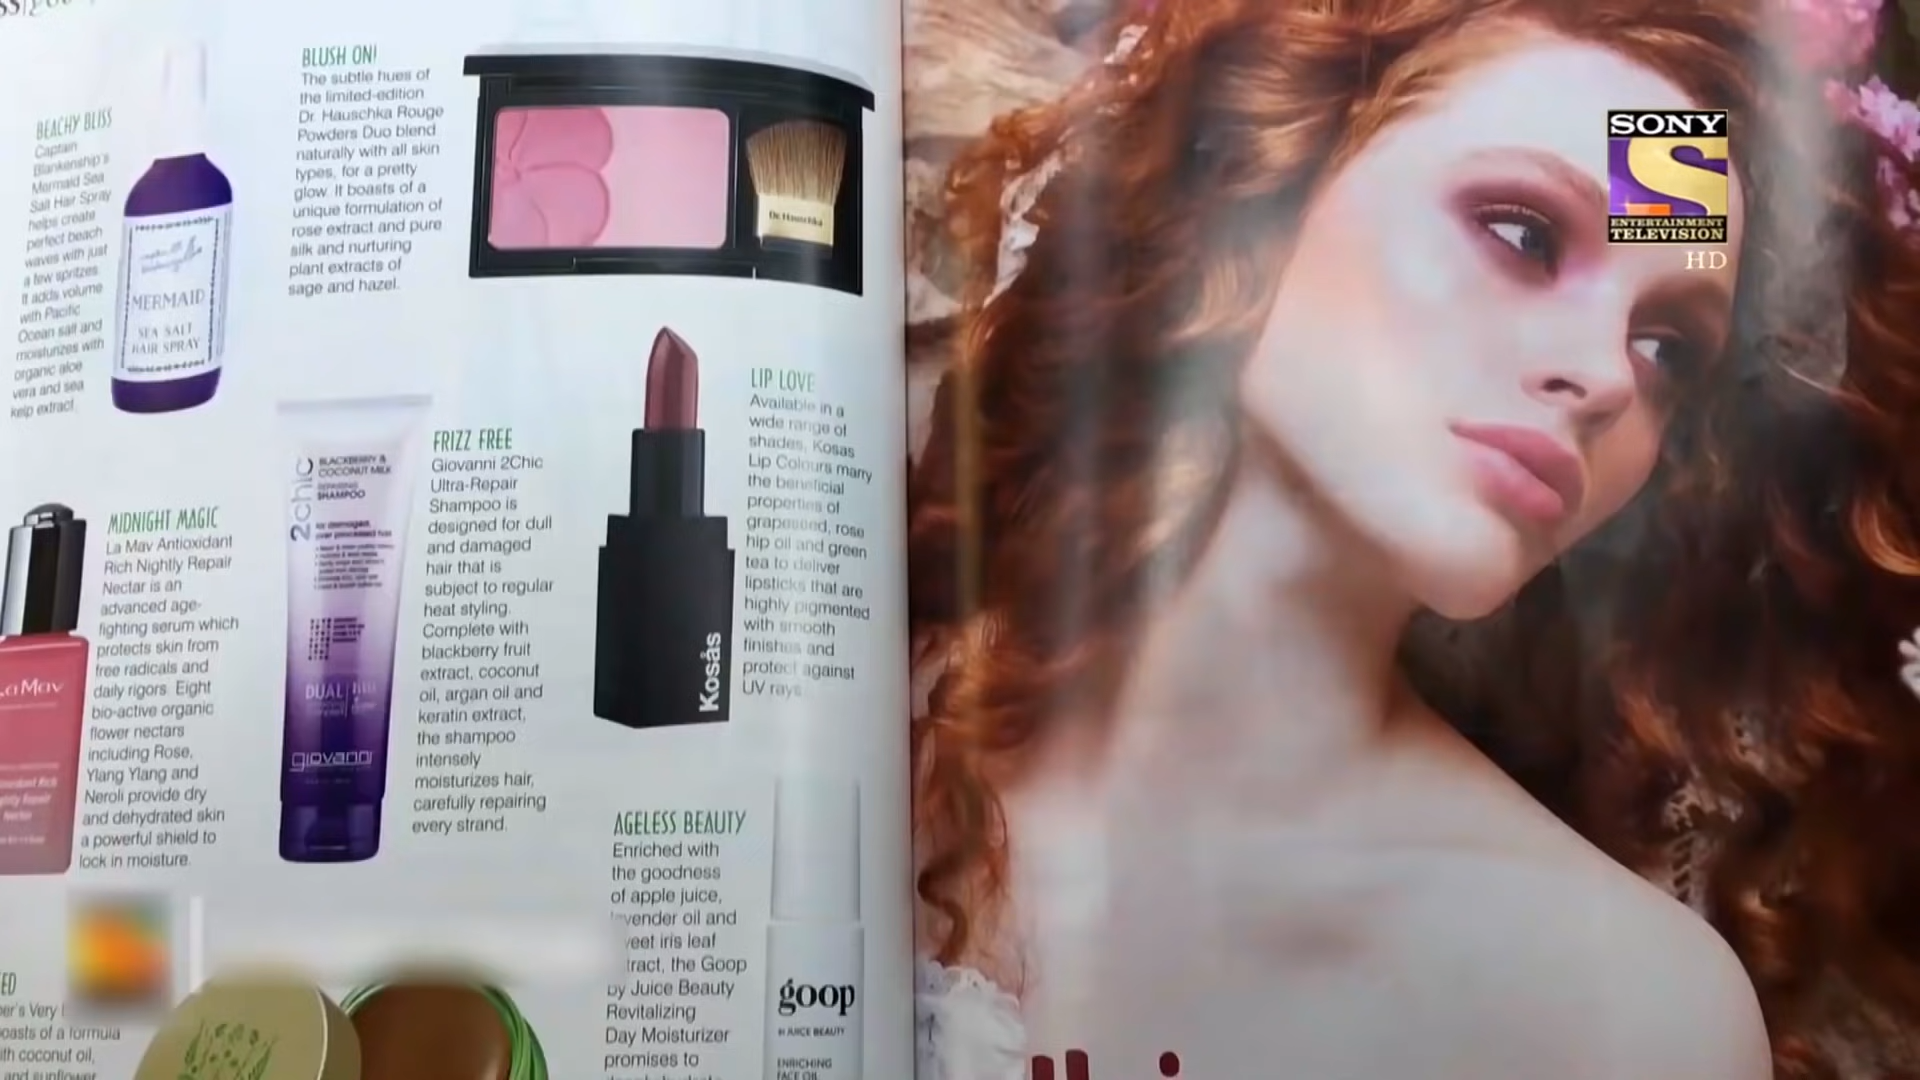 BEACHY BLISS
Captain
Blankenship's
Mermaid Sea
Salt Hair Spray
helps create
perfect beach
waves with just
a few spritzes.
It adds volume
with Pacific
Ocean salt and
moisturizes with
organic aloe
vera and sea
kelp extract.
MERMAID
SEA SALT
HAIR SPRAY
BLUSH ON!
The subtle hues of
the limited-edition
Dr. Hauschka Rouge
Powders Duo blend
naturally with all skin
types, for a pretty
glow. It boasts of a
unique formulation of
rose extract and pure
silk and nurturing
plant extracts of
sage and hazel.
Dr. Hauschka
MIDNIGHT MAGIC
La Mav Antioxidant
Rich Nightly Repair
Nectar is an
advanced age-
fighting serum which
protects skin from
free radicals and
daily rigors. Eight
bio-active organic
flower nectars
including Rose,
Ylang Ylang and
Neroli provide dry
and dehydrated skin
a powerful shield to
lock in moisture.
2chic
BLACKBERRY &
COCONUT MILK
SHAMPOO
DUAL
giovanni
FRIZZ FREE
Giovanni 2Chic
Ultra-Repair
Shampoo is
designed for dull
and damaged
hair that is
subject to regular
heat styling.
Complete with
blackberry fruit
extract, coconut
oil, argan oil and
keratin extract,
the shampoo
intensely
moisturizes hair,
carefully repairing
every strand.
Kosås
LIP LOVE
Available in a
wide range of
shades, Kosas
Lip Colours marry
the beneficial
properties of
grapeseed, rose
hip oil and green
tea to deliver
lipsticks that are
highly pigmented
with smooth
finishes and
protect against
UV rays.
AGELESS BEAUTY
Enriched with
the goodness
of apple juice,
lavender oil and
sweet iris leaf
extract, the Goop
by Juice Beauty
Revitalizing
Day Moisturizer
promises to
goop
BY JUICE BEAUTY
ENRICHING
FACE OIL
oasts of a formula
ith coconut oil,
and sunflower
SONY
ENTERTAINMENT
TELEVISION
HD